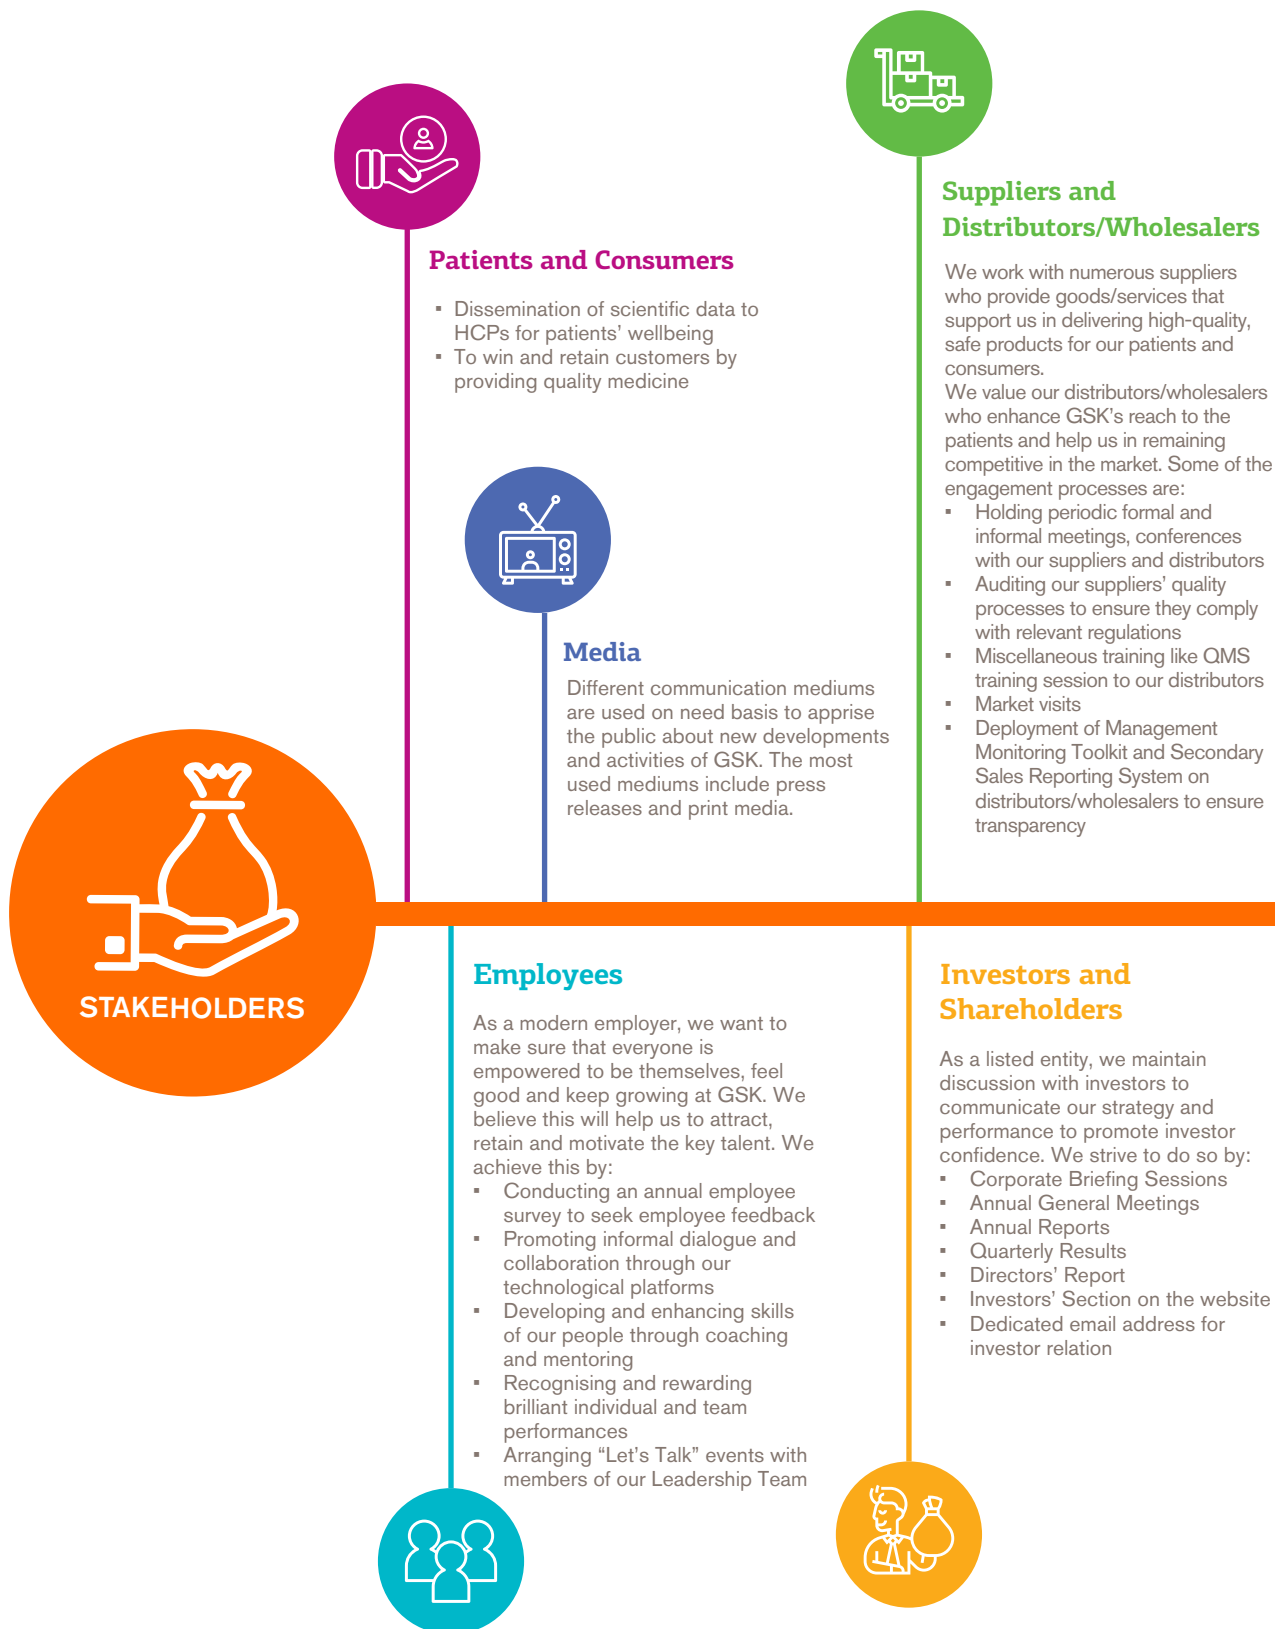 Patients and Consumers
▪ Dissemination of scientific data to
HCPs for patients’ wellbeing
▪ To win and retain customers by
providing quality medicine
Suppliers and
Distributors/Wholesalers
We work with numerous suppliers
who provide goods/services that
support us in delivering high-quality,
safe products for our patients and
consumers.
We value our distributors/wholesalers
who enhance GSK’s reach to the
patients and help us in remaining
competitive in the market. Some of the
engagement processes are:
▪ Holding periodic formal and
informal meetings, conferences
with our suppliers and distributors
▪ Auditing our suppliers’ quality
processes to ensure they comply
with relevant regulations
▪ Miscellaneous training like QMS
training session to our distributors
▪ Market visits
▪ Deployment of Management
Monitoring Toolkit and Secondary
Sales Reporting System on
distributors/wholesalers to ensure
transparency
Media
Different communication mediums
are used on need basis to apprise
the public about new developments
and activities of GSK. The most
used mediums include press
releases and print media.
STAKEHOLDERS
Employees
As a modern employer, we want to
make sure that everyone is
empowered to be themselves, feel
good and keep growing at GSK. We
believe this will help us to attract,
retain and motivate the key talent. We
achieve this by:
▪ Conducting an annual employee
survey to seek employee feedback
▪ Promoting informal dialogue and
collaboration through our
technological platforms
▪ Developing and enhancing skills
of our people through coaching
and mentoring
▪ Recognising and rewarding
brilliant individual and team
performances
▪ Arranging “Let’s Talk” events with
members of our Leadership Team
Investors and
Shareholders
As a listed entity, we maintain
discussion with investors to
communicate our strategy and
performance to promote investor
confidence. We strive to do so by:
▪ Corporate Briefing Sessions
▪ Annual General Meetings
▪ Annual Reports
▪ Quarterly Results
▪ Directors’ Report
▪ Investors’ Section on the website
▪ Dedicated email address for
investor relation